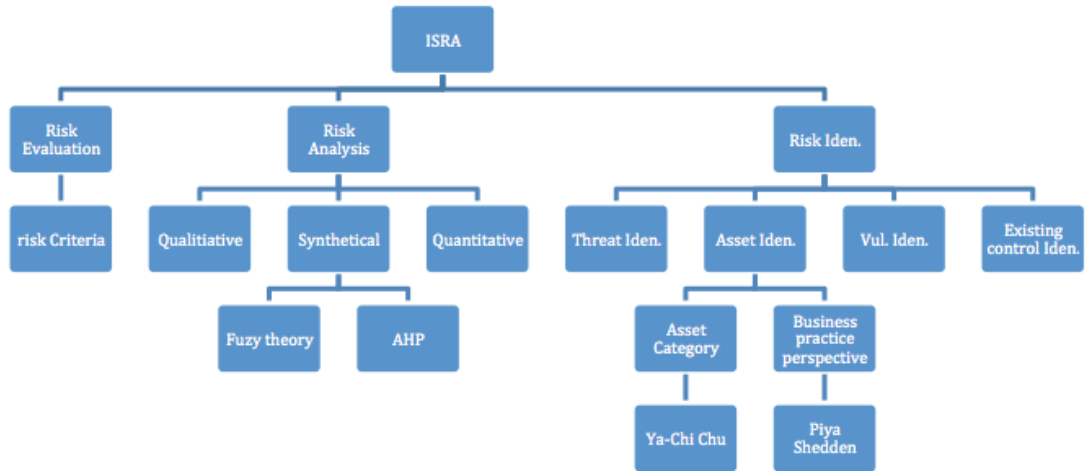 ISRA
Risk
Evaluation
Risk
Analysis
Risk Iden.
risk Criteria
Qualitiative
Synthetical
Quantitative
Threat Iden.
Asset Iden.
Vul. Iden.
Existing
control Iden.
Fuzy theory
AHP
Asset
Category
Business
practice
perspective
Ya-Chi Chu
Piya
Shedden